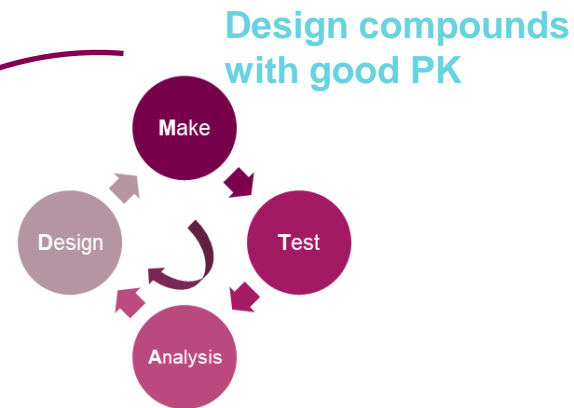 Design compounds
with good PK
Make
Design
Test
Analysis